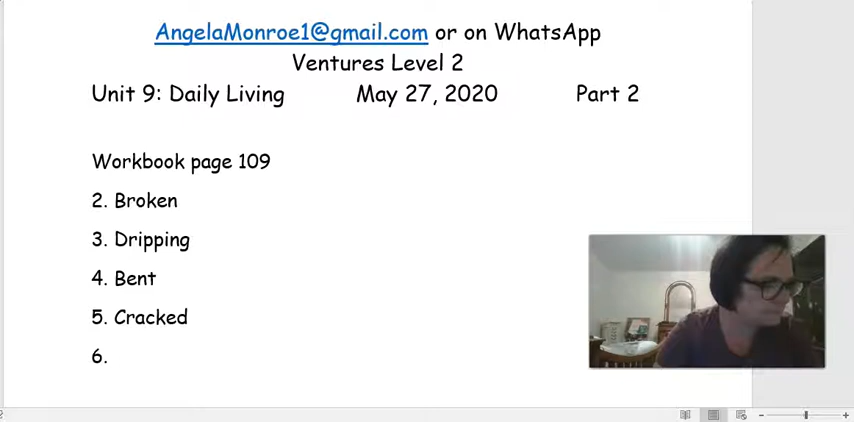 AngelaMonroe1@gmail.com or on WhatsApp
Ventures Level 2
Unit 9: Daily Living May 27, 2020 Part 2
Workbook page 109
2. Broken
3. Dripping
4. Bent
5. Cracked
6.